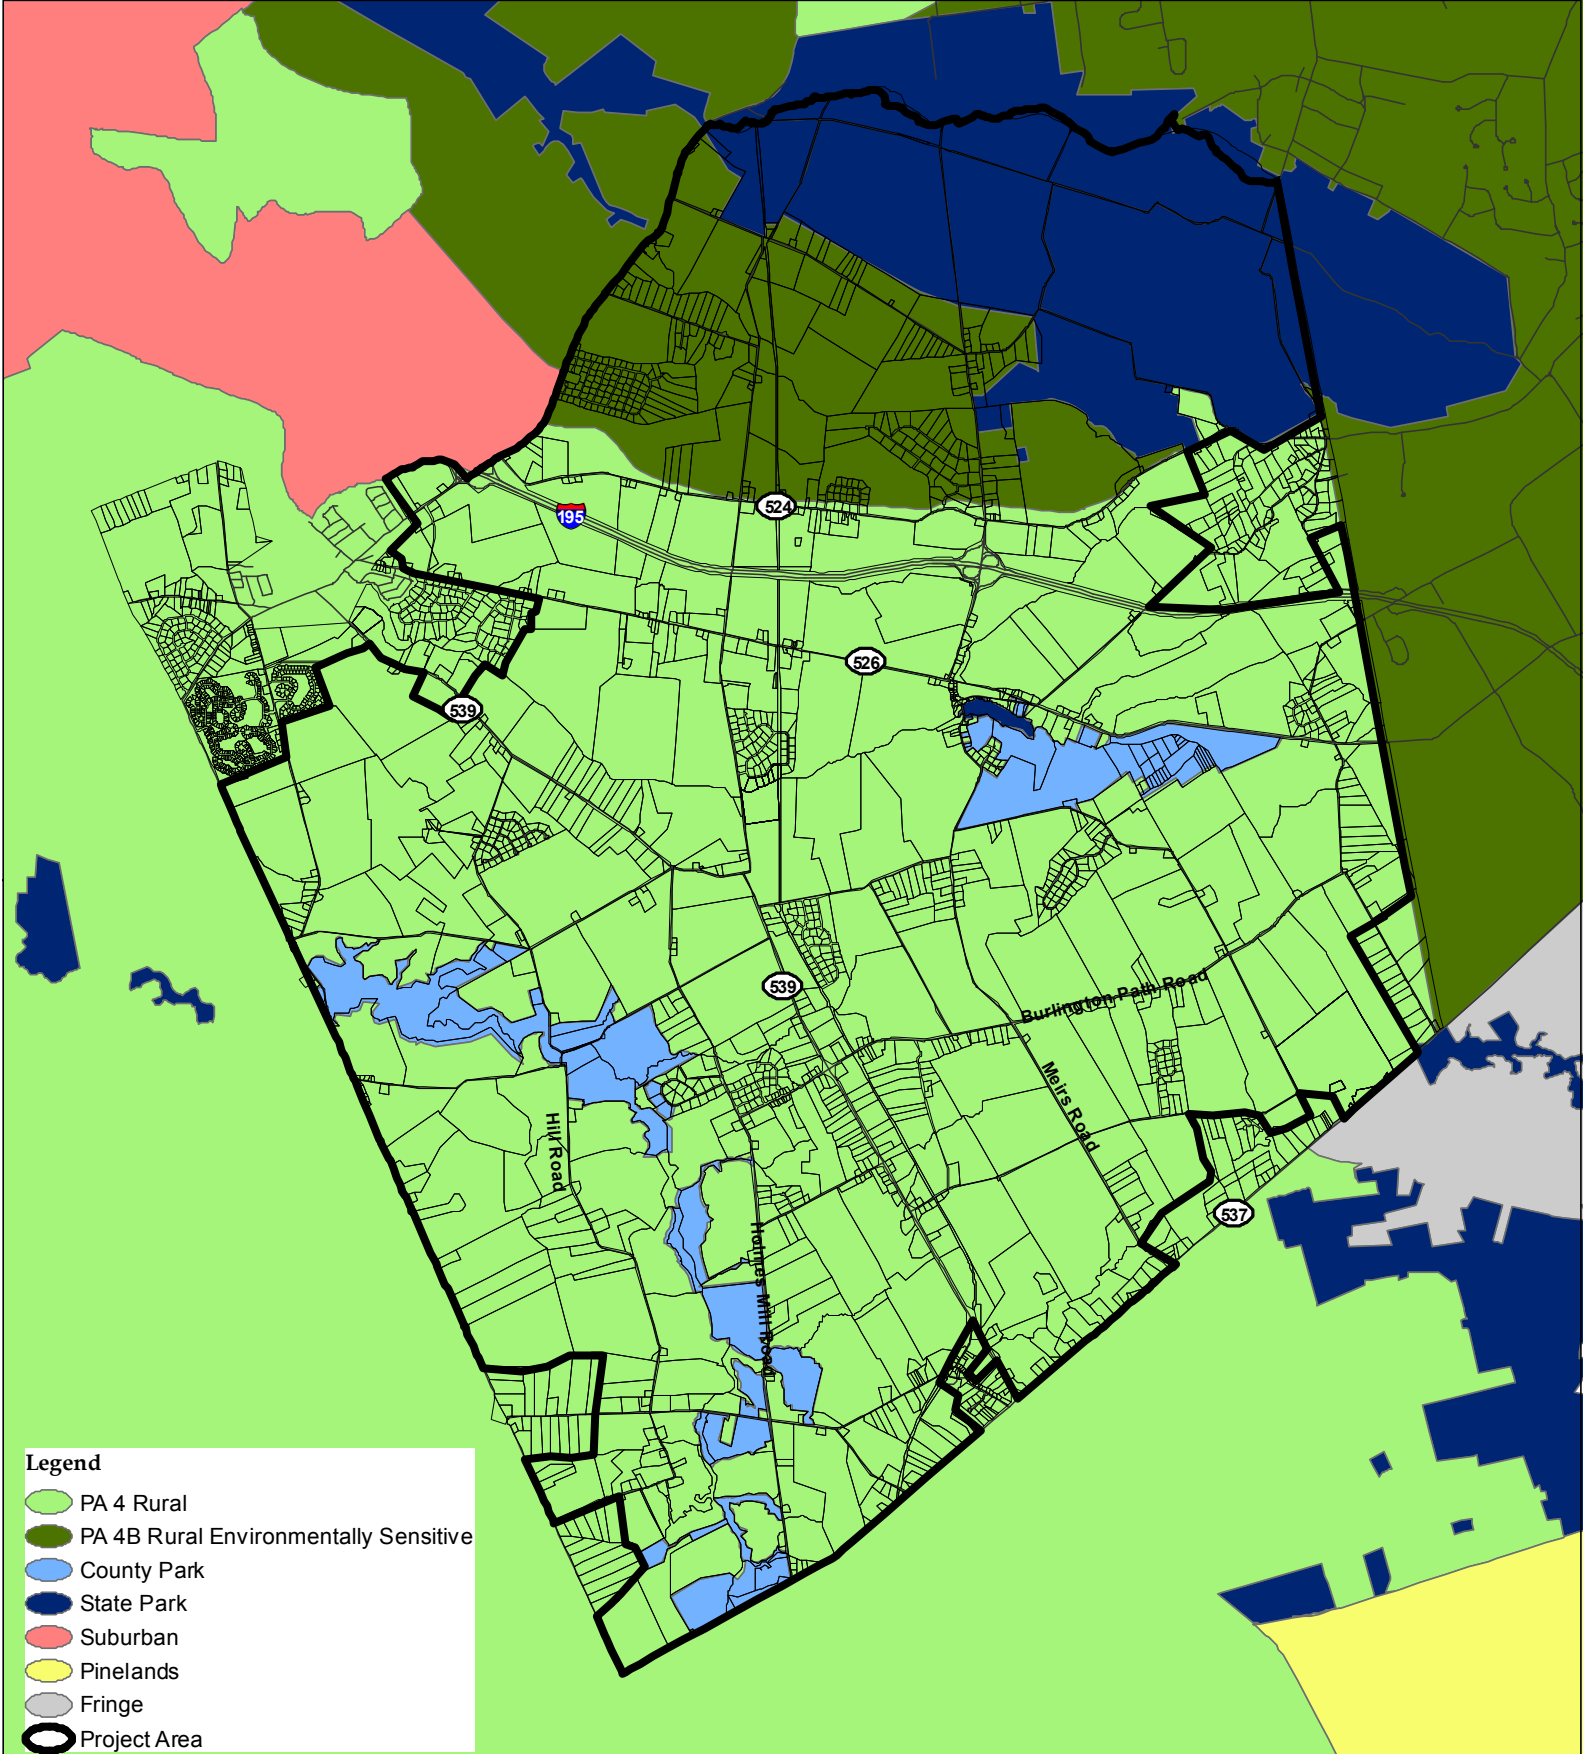 195
524
526
539
539
Burlington Path Road
Meirs Road
Hill Road
537
Holmes Mill Road
Legend
PA 4 Rural
PA 4B Rural Environmentally Sensitive
County Park
State Park
Suburban
Pinelands
Fringe
Project Area